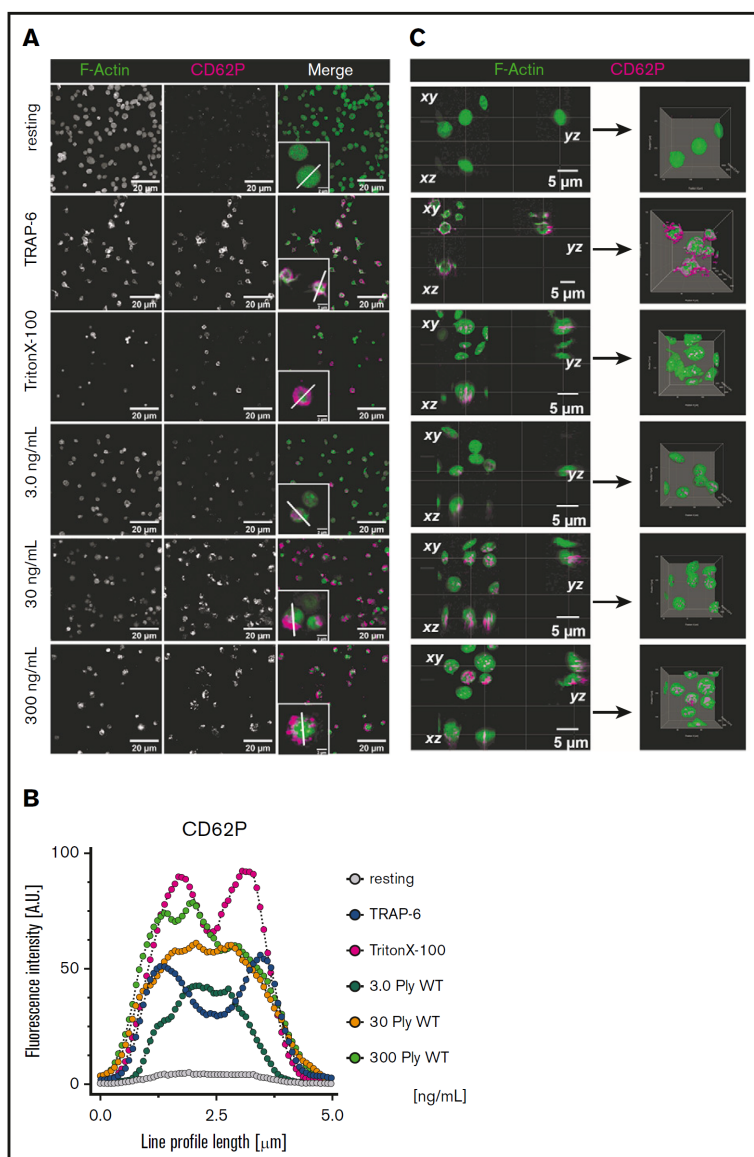 A
F-Actin CD62P Merge
resting
20 µm 20 µm 20 µm
TRAP-6
20 µm 20 µm 20 µm
TritonX-100
20 µm 20 µm 20 µm
3.0 ng/mL
20 µm 20 µm 20 µm
30 ng/mL
20 µm 20 µm 20 µm
300 ng/mL
20 µm 20 µm 20 µm
C
F-Actin CD62P
xy
yz
xz
5 µm
xy
yz
xz
5 µm
xy
yz
xz
5 µm
xy
yz
xz
5 µm
xy
yz
xz
5 µm
xy
yz
xz
5 µm
B
CD62P
100
50
0
Fluorescence intensity [A.U.]
0.0 2.5 5.0
Line profile length [µm]
resting
TRAP-6
TritonX-100
3.0 Ply WT
30 Ply WT
300 Ply WT
[ng/mL]